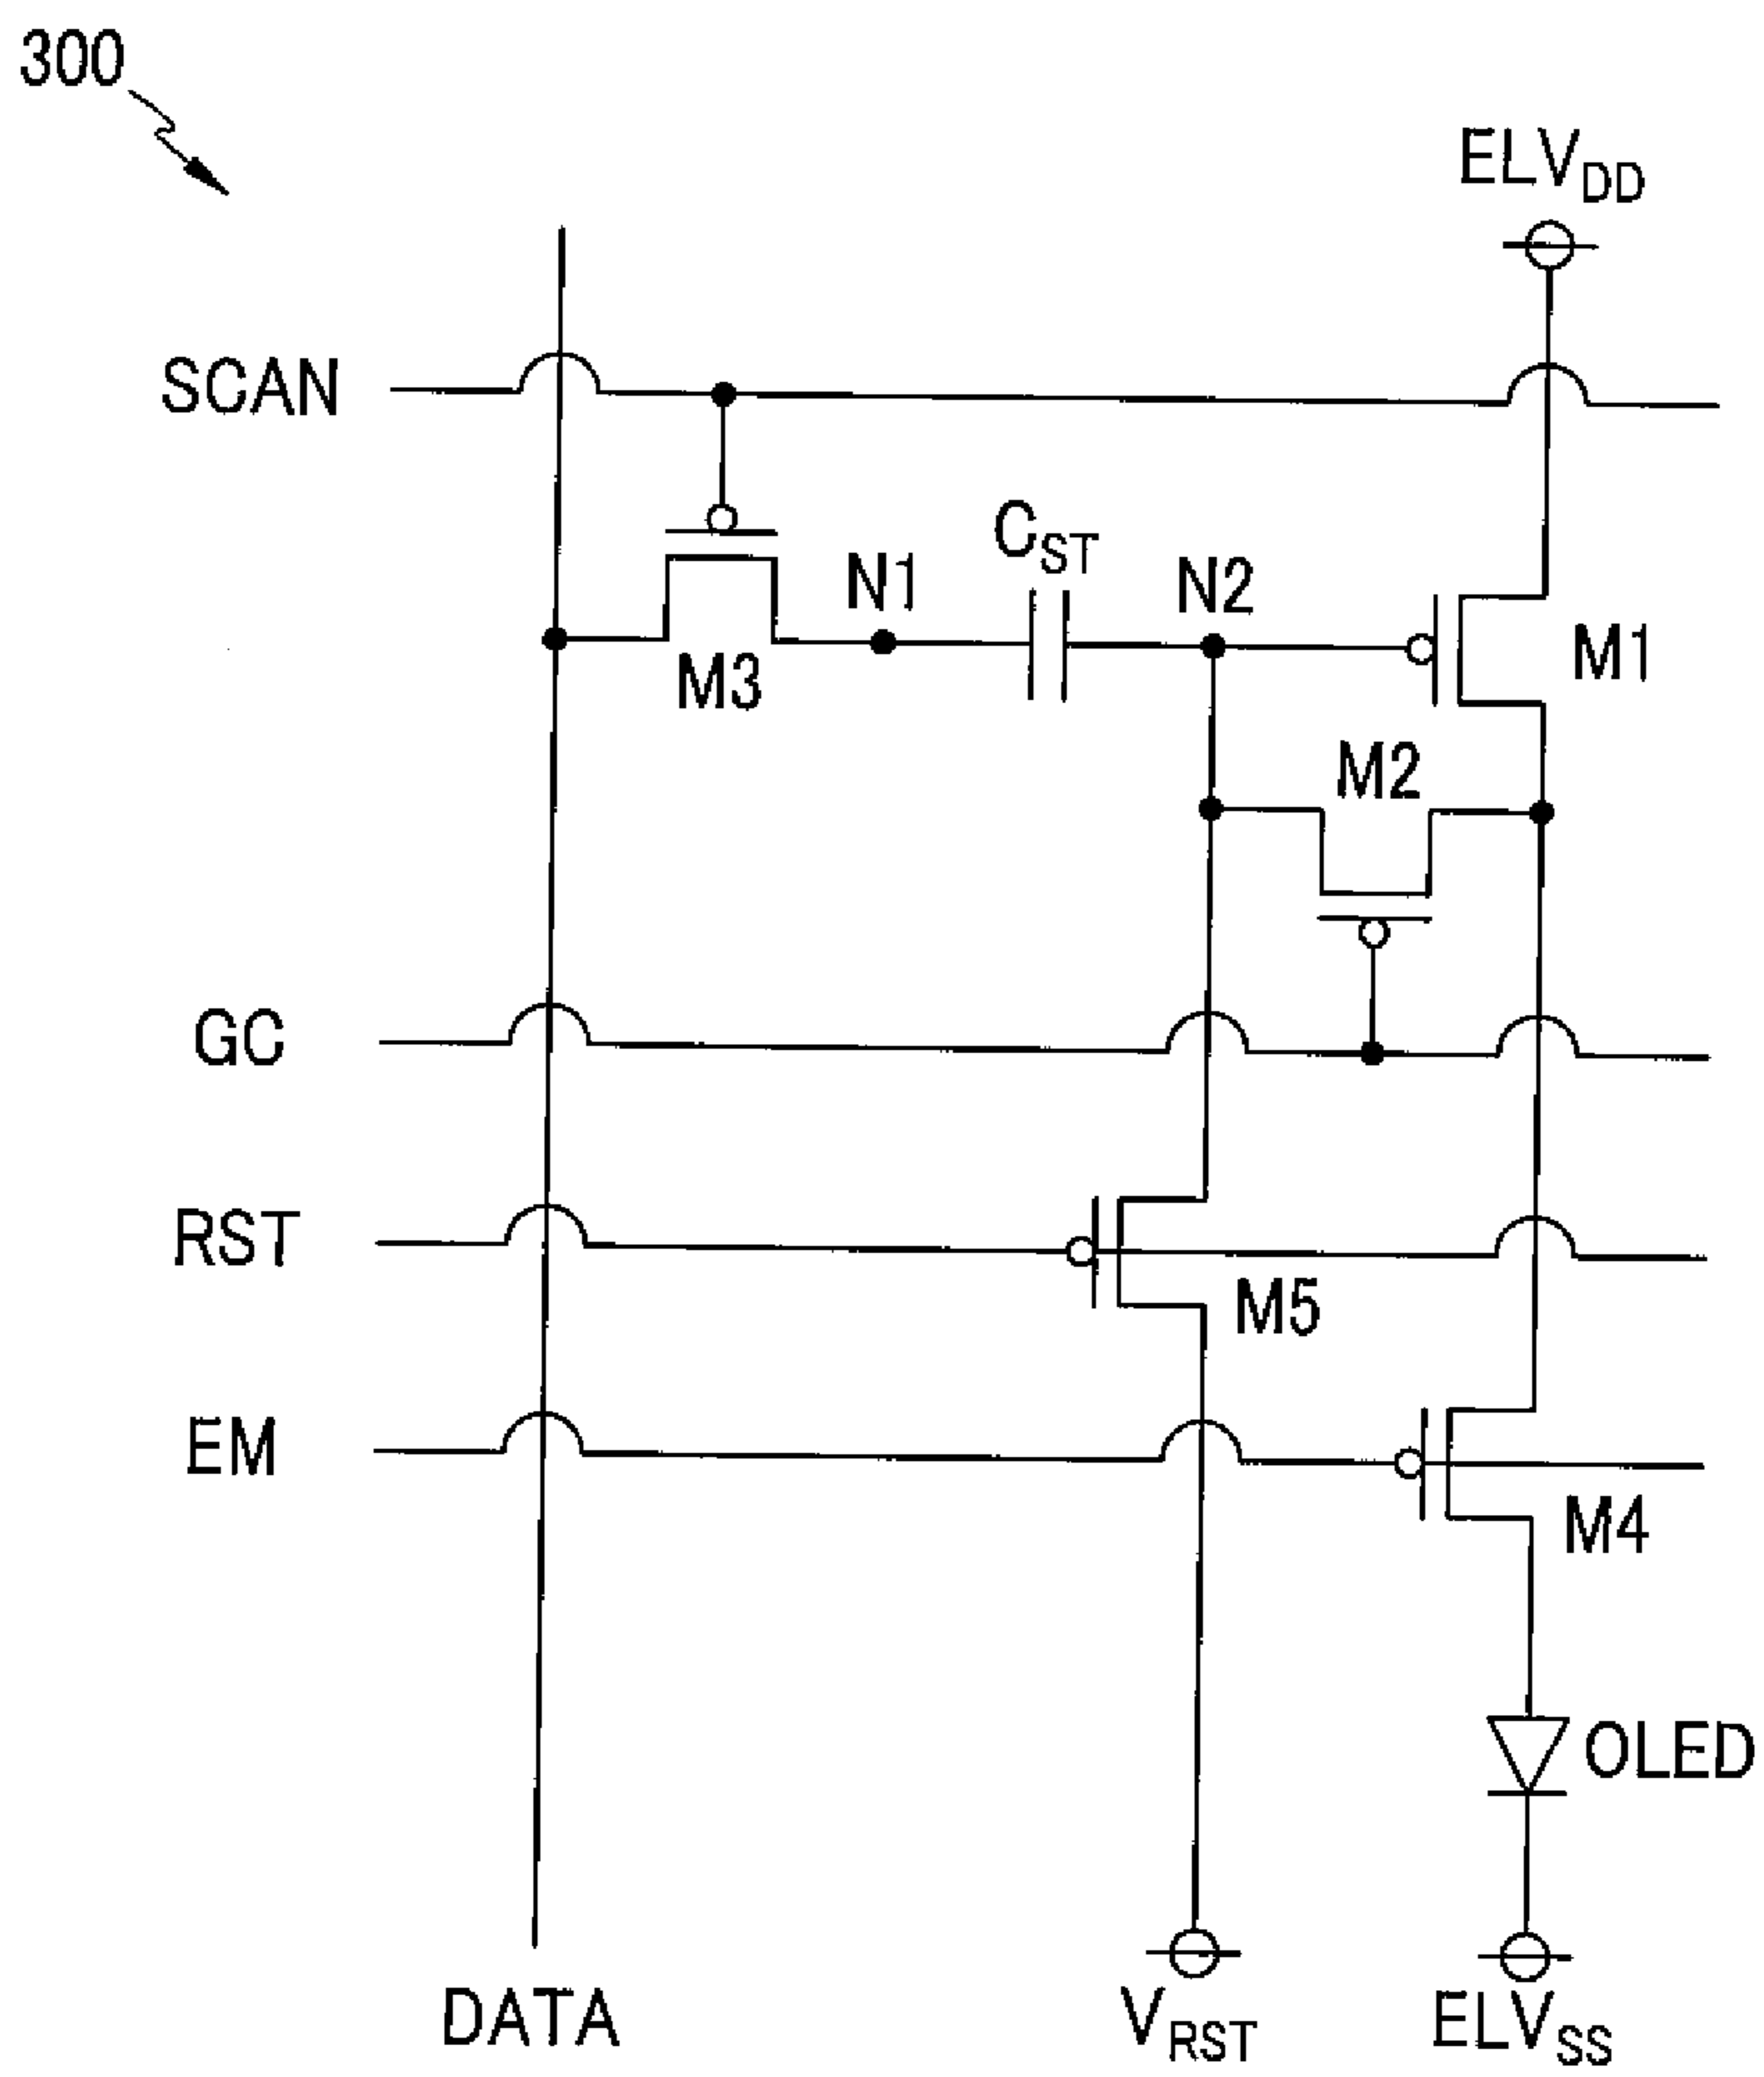 300
ELVDD
SCAN
CST
N1
N2
M1
M3
M2
GC
RST
M5
EM
M4
OLED
DATA
VRST
ELVSS